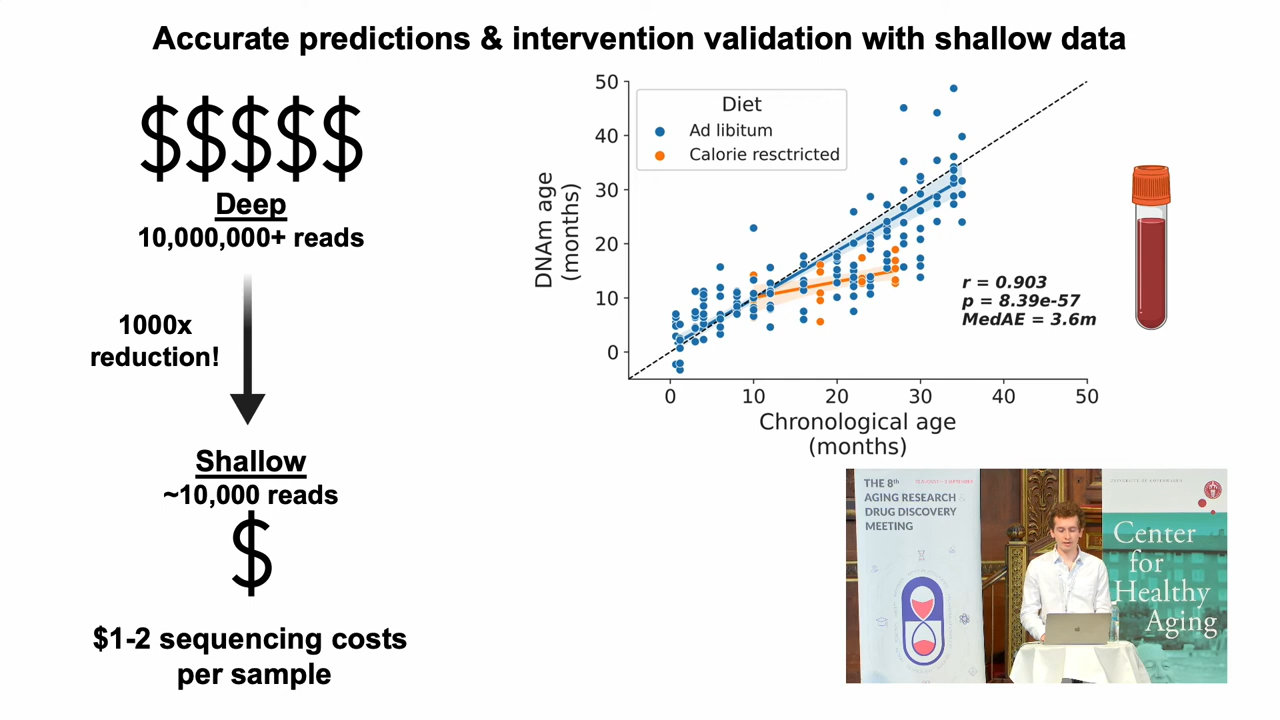 Accurate predictions & intervention validation with shallow data
$$$$$
Deep
10,000,000+ reads
1000x
reduction!
Shallow
~10,000 reads
$
$1-2 sequencing costs
per sample
50
40
30
20
10
0
DNAm age
(months)
Diet
Ad libitum
Calorie resctricted
r = 0.903
p = 8.39e-57
MedAE = 3.6m
0 10 20 30 40 50
Chronological age
(months)
THE 8th
AGING RESEARCH
DRUG DISCOVERY
MEETING
UNIVERSITY OF COPENHAGEN
Center
for
Healthy
Aging